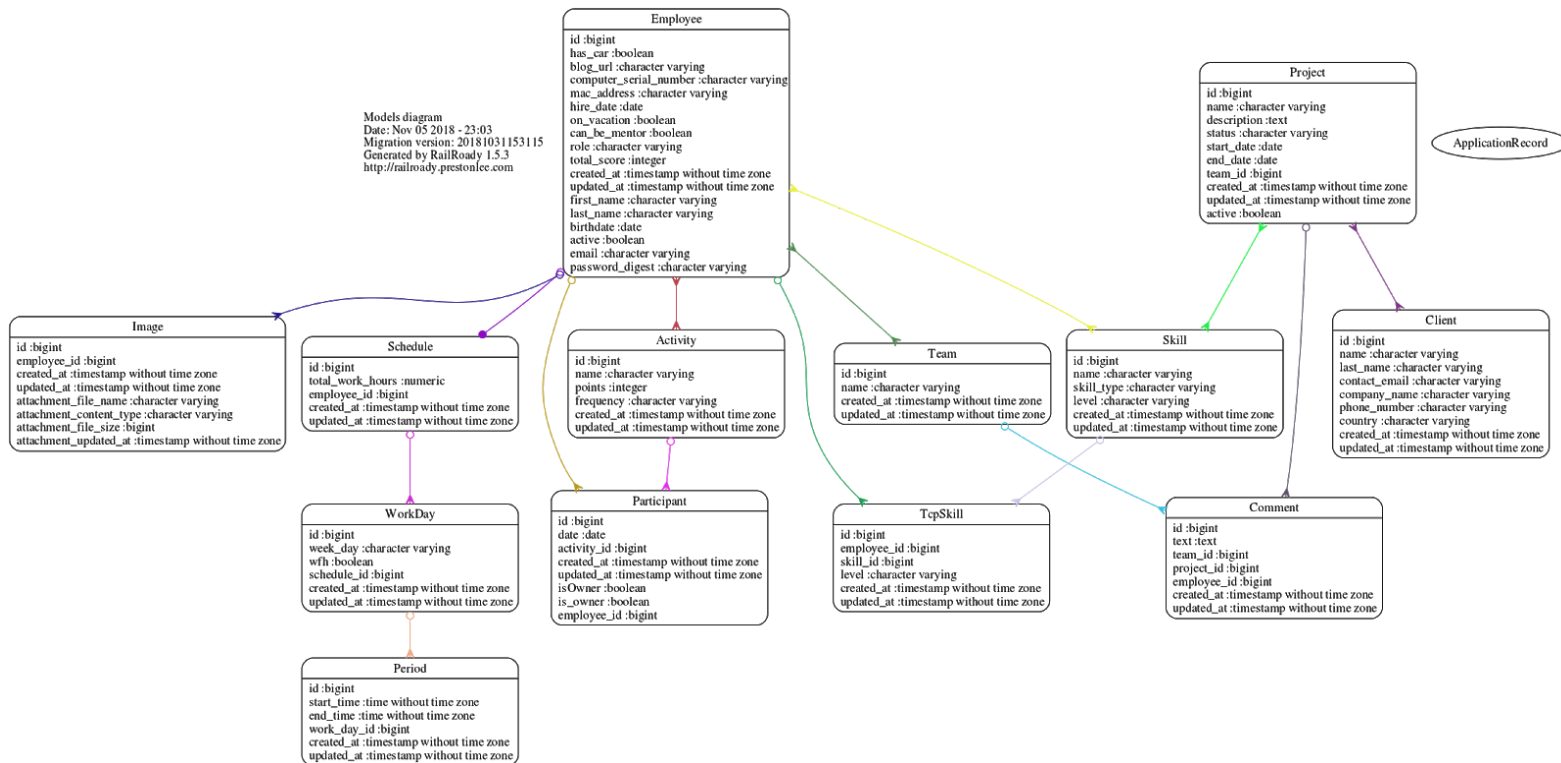 Employee
id :bigint
has_car :boolean
blog_url :character varying
computer_serial_number :character varying
mac_address :character varying
hire_date :date
on_vacation :boolean
can_be_mentor :boolean
role :character varying
total_score :integer
created_at :timestamp without time zone
updated_at :timestamp without time zone
first_name :character varying
last_name :character varying
birthdate :date
active :boolean
email :character varying
password_digest :character varying
Models diagram
Date: Nov 05 2018 - 23:03
Migration version: 20181031153115
Generated by RailRoady 1.5.3
http://railroady.prestonlee.com
Project
id :bigint
name :character varying
description :text
status :character varying
start_date :date
end_date :date
team_id :bigint
created_at :timestamp without time zone
updated_at :timestamp without time zone
active :boolean
ApplicationRecord
Image
id :bigint
employee_id :bigint
created_at :timestamp without time zone
updated_at :timestamp without time zone
attachment_file_name :character varying
attachment_content_type :character varying
attachment_file_size :bigint
attachment_updated_at :timestamp without time zone
Schedule
id :bigint
total_work_hours :numeric
employee_id :bigint
created_at :timestamp without time zone
updated_at :timestamp without time zone
Activity
id :bigint
name :character varying
points :integer
frequency :character varying
created_at :timestamp without time zone
updated_at :timestamp without time zone
Team
id :bigint
name :character varying
created_at :timestamp without time zone
updated_at :timestamp without time zone
Skill
id :bigint
name :character varying
skill_type :character varying
level :character varying
created_at :timestamp without time zone
updated_at :timestamp without time zone
Client
id :bigint
name :character varying
last_name :character varying
contact_email :character varying
company_name :character varying
phone_number :character varying
country :character varying
created_at :timestamp without time zone
updated_at :timestamp without time zone
WorkDay
id :bigint
week_day :character varying
wfh :boolean
schedule_id :bigint
created_at :timestamp without time zone
updated_at :timestamp without time zone
Participant
id :bigint
date :date
activity_id :bigint
created_at :timestamp without time zone
updated_at :timestamp without time zone
isOwner :boolean
is_owner :boolean
employee_id :bigint
TcpSkill
id :bigint
employee_id :bigint
skill_id :bigint
level :character varying
created_at :timestamp without time zone
updated_at :timestamp without time zone
Comment
id :bigint
text :text
team_id :bigint
project_id :bigint
employee_id :bigint
created_at :timestamp without time zone
updated_at :timestamp without time zone
Period
id :bigint
start_time :time without time zone
end_time :time without time zone
work_day_id :bigint
created_at :timestamp without time zone
updated_at :timestamp without time zone